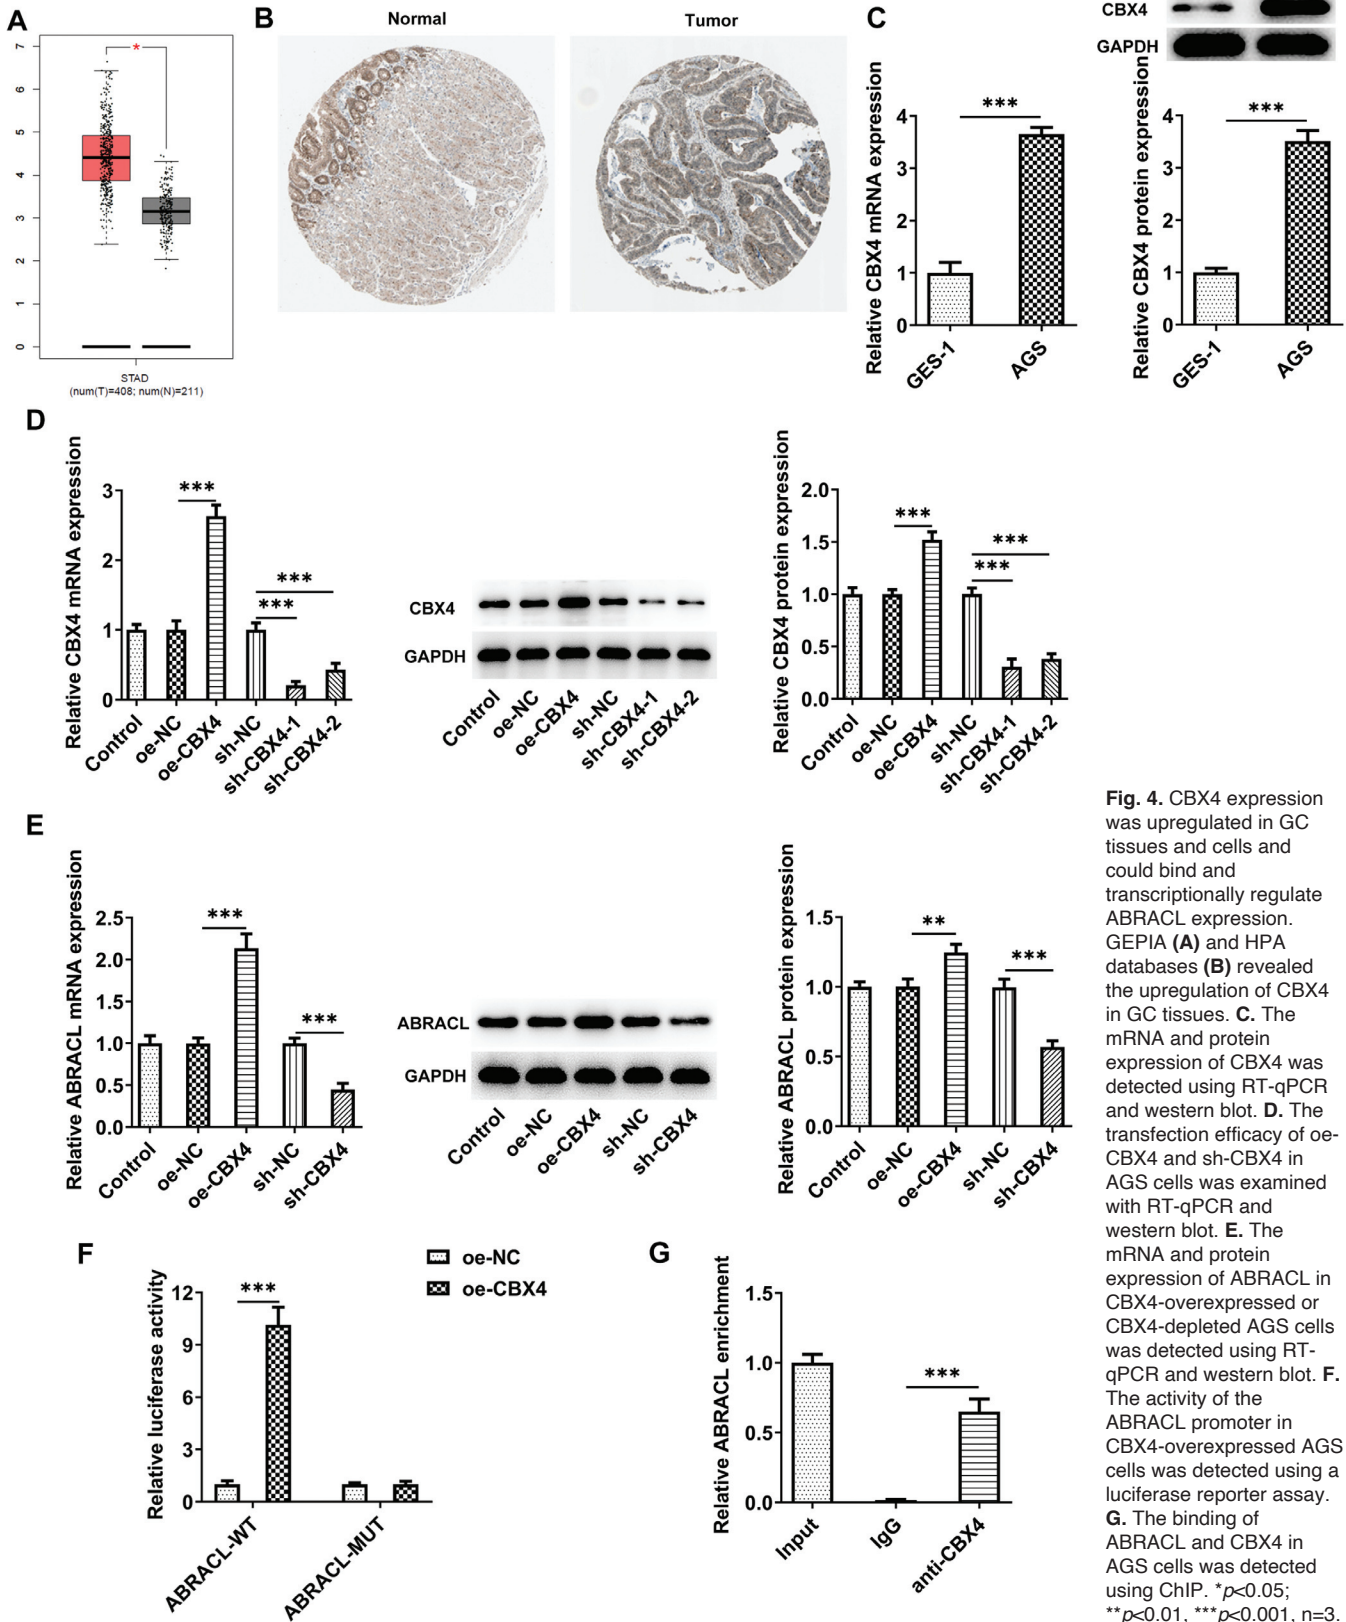 A
*
7
6
5
4
3
2
1
0
STAD
(num(T)=408; num(N)=211)
B
Normal
Tumor
C
Relative CBX4 mRNA expression
4
3
2
1
0
***
GES-1
AGS
CBX4
GAPDH
Relative CBX4 protein expression
4
3
2
1
0
***
GES-1
AGS
D
Relative CBX4 mRNA expression
3
2
1
0
***
***
***
Control
oe-NC
oe-CBX4
sh-NC
sh-CBX4-1
sh-CBX4-2
CBX4
GAPDH
Control
oe-NC
oe-CBX4
sh-NC
sh-CBX4-1
sh-CBX4-2
Relative CBX4 protein expression
2.0
1.5
1.0
0.5
0.0
***
***
***
Control
oe-NC
oe-CBX4
sh-NC
sh-CBX4-1
sh-CBX4-2
E
Relative ABRACL mRNA expression
2.5
2.0
1.5
1.0
0.5
0.0
***
***
Control
oe-NC
oe-CBX4
sh-NC
sh-CBX4
ABRACL
GAPDH
Control
oe-NC
oe-CBX4
sh-NC
sh-CBX4
Relative ABRACL protein expression
1.5
1.0
0.5
0.0
**
***
Control
oe-NC
oe-CBX4
sh-NC
sh-CBX4
F
Relative luciferase activity
12
9
6
3
0
***
ABRACL-WT
ABRACL-MUT
oe-NC
oe-CBX4
G
Relative ABRACL enrichment
1.5
1.0
0.5
0.0
***
Input
IgG
anti-CBX4
Fig. 4. CBX4 expression
was upregulated in GC
tissues and cells and
could bind and
transcriptionally regulate
ABRACL expression.
GEPIA (A) and HPA
databases (B) revealed
the upregulation of CBX4
in GC tissues. C. The
mRNA and protein
expression of CBX4 was
detected using RT-qPCR
and western blot. D. The
transfection efficacy of oe-
CBX4 and sh-CBX4 in
AGS cells was examined
with RT-qPCR and
western blot. E. The
mRNA and protein
expression of ABRACL in
CBX4-overexpressed or
CBX4-depleted AGS cells
was detected using RT-
qPCR and western blot. F.
The activity of the
ABRACL promoter in
CBX4-overexpressed AGS
cells was detected using a
luciferase reporter assay.
G. The binding of
ABRACL and CBX4 in
AGS cells was detected
using ChIP. *p<0.05;
**p<0.01, ***p<0.001, n=3.